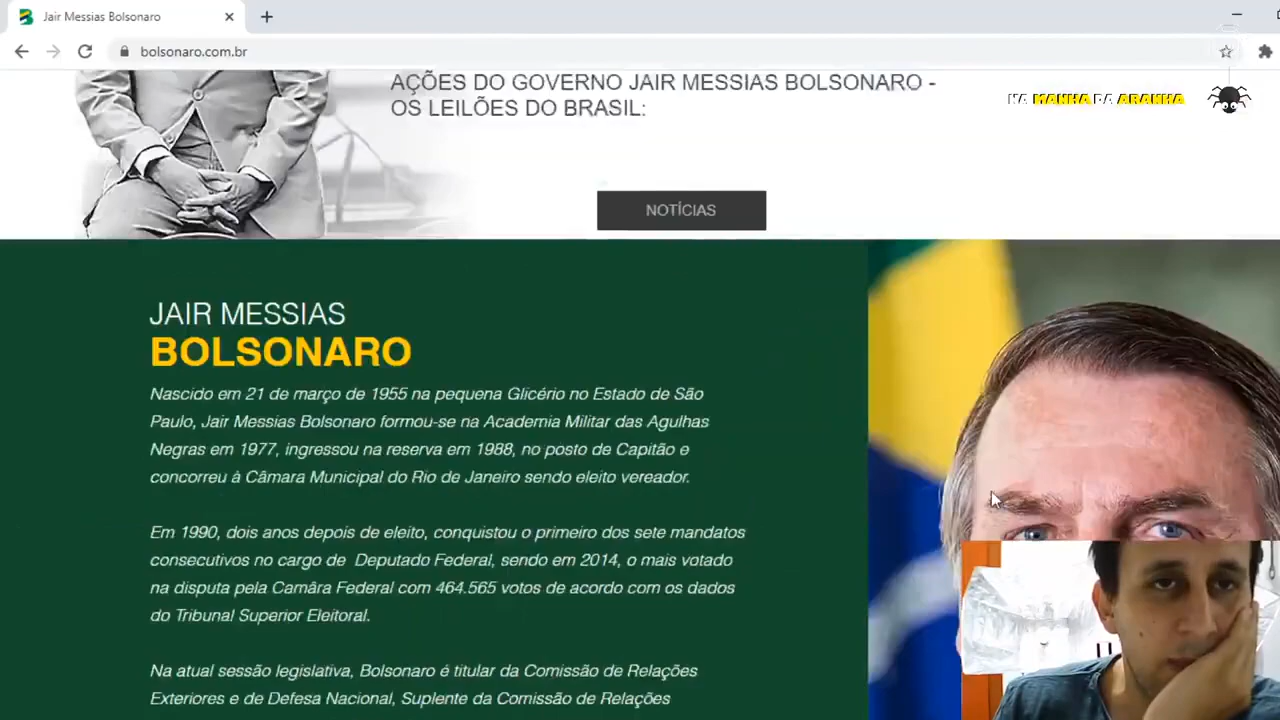 Jair Messias Bolsonaro
bolsonaro.com.br
AÇÕES DO GOVERNO JAIR MESSIAS BOLSONARO -
OS LEILÕES DO BRASIL:
NA MANHA DA ARANHA
NOTÍCIAS
JAIR MESSIAS
BOLSONARO
Nascido em 21 de março de 1955 na pequena Glicério no Estado de São
Paulo, Jair Messias Bolsonaro formou-se na Academia Militar das Agulhas
Negras em 1977, ingressou na reserva em 1988, no posto de Capitão e
concorreu à Câmara Municipal do Rio de Janeiro sendo eleito vereador.
Em 1990, dois anos depois de eleito, conquistou o primeiro dos sete mandatos
consecutivos no cargo de Deputado Federal, sendo em 2014, o mais votado
na disputa pela Camâra Federal com 464.565 votos de acordo com os dados
do Tribunal Superior Eleitoral.
Na atual sessão legislativa, Bolsonaro é titular da Comissão de Relações
Exteriores e de Defesa Nacional, Suplente da Comissão de Relações